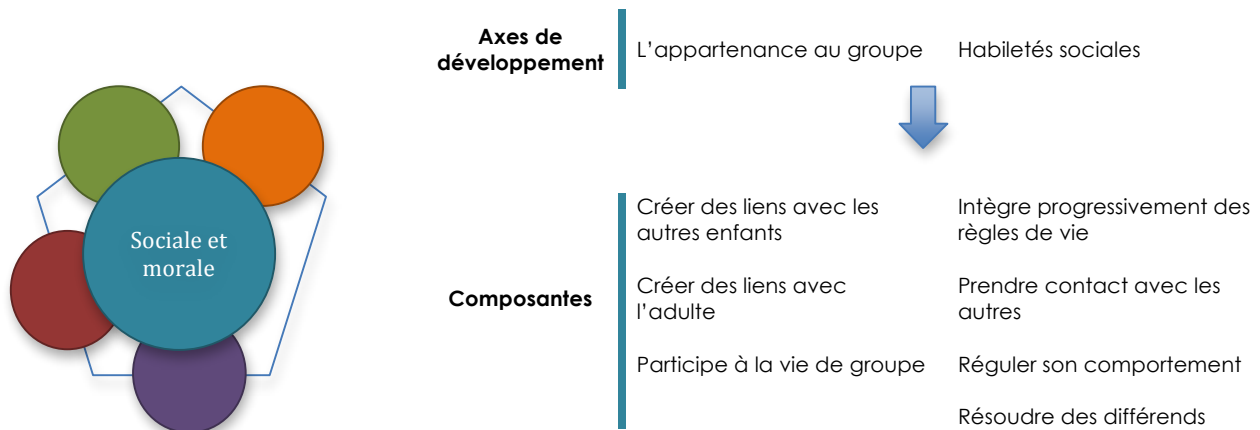 Sociale et
morale
Axes de
développement
L’appartenance au groupe
Habiletés sociales
Composantes
Créer des liens avec les
autres enfants
Créer des liens avec
l’adulte
Participe à la vie de groupe
Intègre progressivement des
règles de vie
Prendre contact avec les
autres
Réguler son comportement
Résoudre des différends